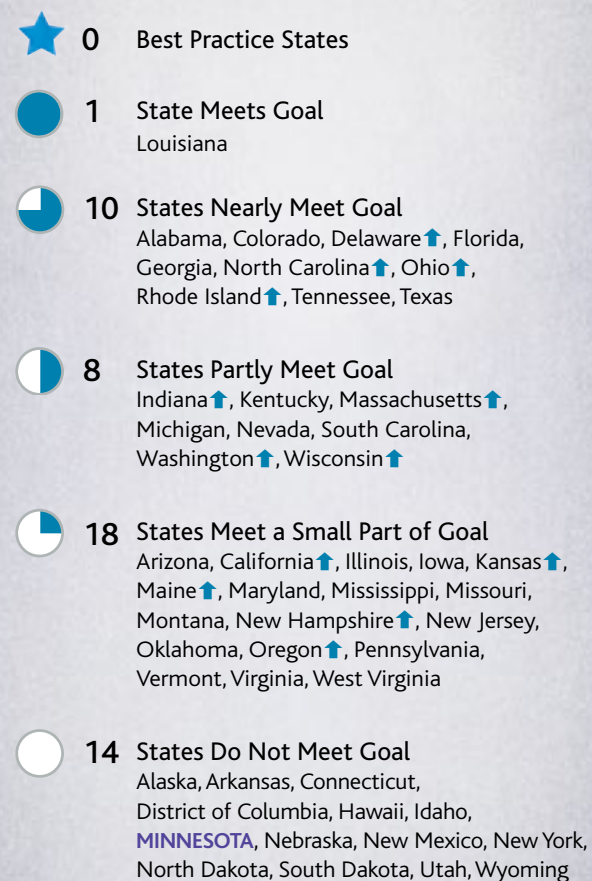 0 Best Practice States
1 State Meets Goal
Louisiana
10 States Nearly Meet Goal
Alabama, Colorado, Delaware⬆, Florida,
Georgia, North Carolina⬆, Ohio⬆,
Rhode Island⬆, Tennessee, Texas
8 States Partly Meet Goal
Indiana⬆, Kentucky, Massachusetts⬆,
Michigan, Nevada, South Carolina,
Washington⬆, Wisconsin⬆
18 States Meet a Small Part of Goal
Arizona, California⬆, Illinois, Iowa, Kansas⬆,
Maine⬆, Maryland, Mississippi, Missouri,
Montana, New Hampshire⬆, New Jersey,
Oklahoma, Oregon⬆, Pennsylvania,
Vermont, Virginia, West Virginia
14 States Do Not Meet Goal
Alaska, Arkansas, Connecticut,
District of Columbia, Hawaii, Idaho,
MINNESOTA, Nebraska, New Mexico, New York,
North Dakota, South Dakota, Utah, Wyoming